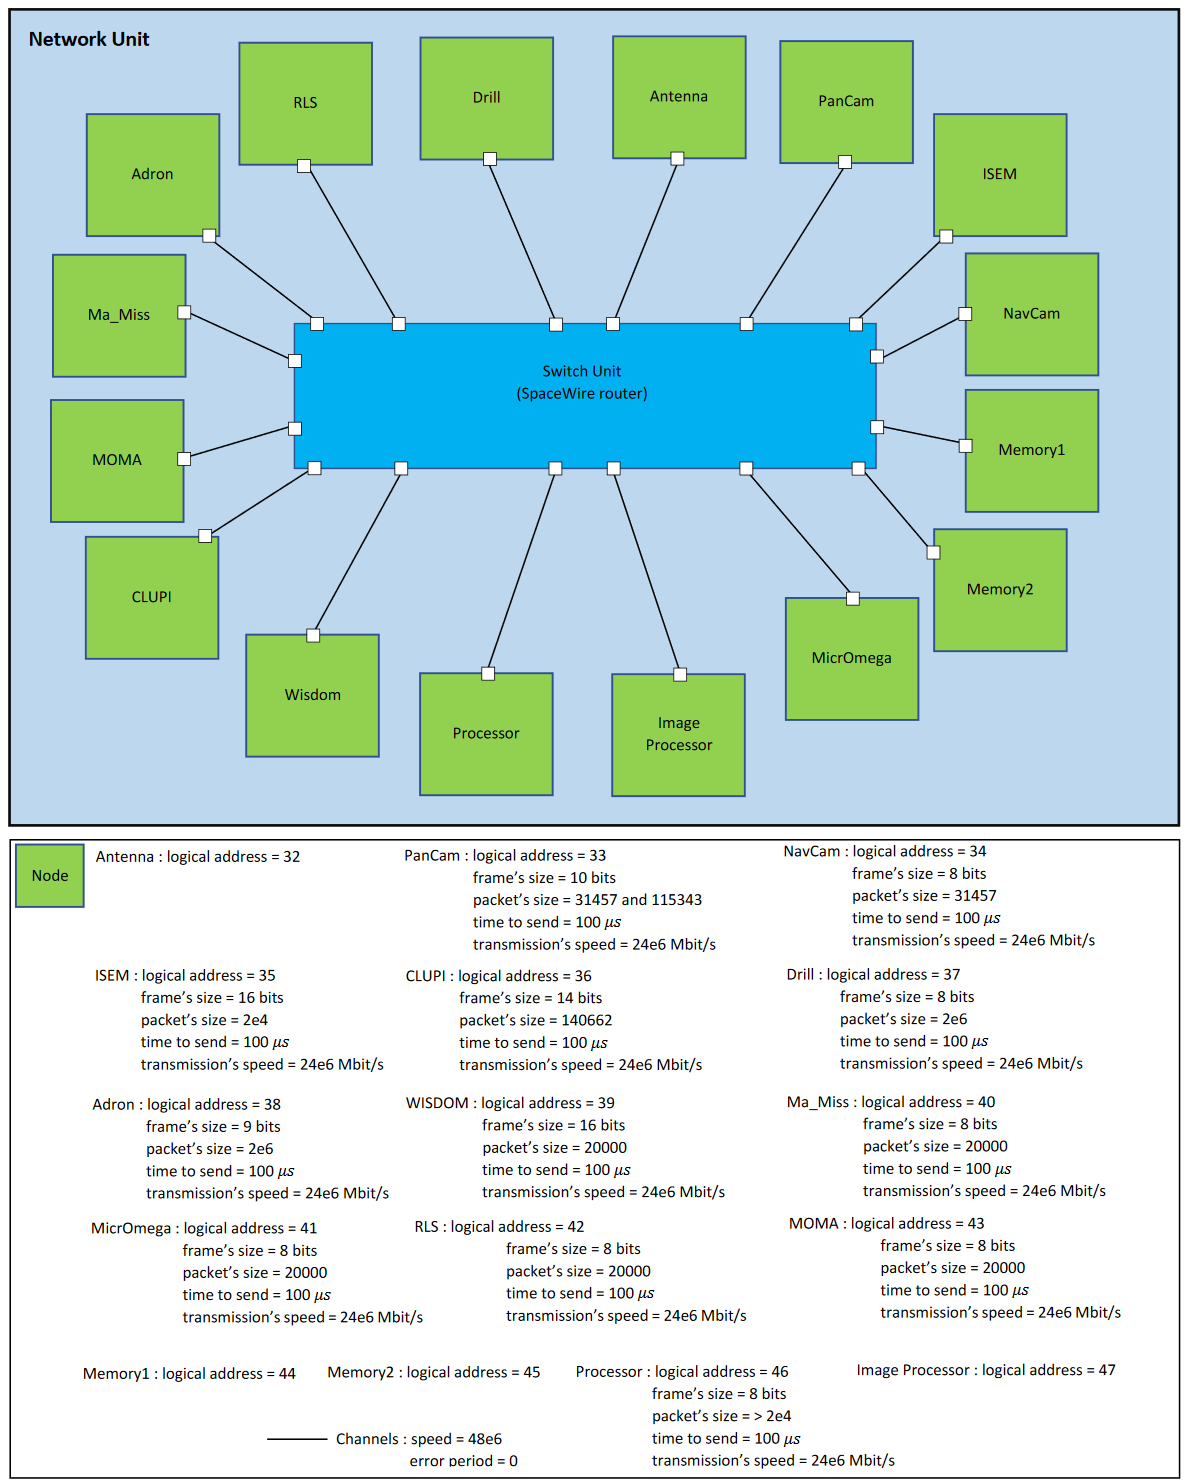 Network Unit
RLS
Drill
Antenna
PanCam
Adron
ISEM
Ma_Miss
NavCam
Switch Unit
(SpaceWire router)
MOMA
Memory1
CLUPI
Memory2
MicrOmega
Wisdom
Processor
Image
Processor
Node
Antenna : logical address = 32
PanCam : logical address = 33
frame's size = 10 bits
packet's size = 31457 and 115343
time to send = 100 µs
transmission's speed = 24e6 Mbit/s
NavCam : logical address = 34
frame's size = 8 bits
packet's size = 31457
time to send = 100 µs
transmission's speed = 24e6 Mbit/s
ISEM : logical address = 35
frame's size = 16 bits
packet's size = 2e4
time to send = 100 µs
transmission's speed = 24e6 Mbit/s
CLUPI : logical address = 36
frame's size = 14 bits
packet's size = 140662
time to send = 100 µs
transmission's speed = 24e6 Mbit/s
Drill : logical address = 37
frame's size = 8 bits
packet's size = 2e6
time to send = 100 µs
transmission's speed = 24e6 Mbit/s
Adron : logical address = 38
frame's size = 9 bits
packet's size = 2e6
time to send = 100 µs
transmission's speed = 24e6 Mbit/s
WISDOM : logical address = 39
frame's size = 16 bits
packet's size = 20000
time to send = 100 µs
transmission's speed = 24e6 Mbit/s
Ma_Miss : logical address = 40
frame's size = 8 bits
packet's size = 20000
time to send = 100 µs
transmission's speed = 24e6 Mbit/s
MicrOmega : logical address = 41
frame's size = 8 bits
packet's size = 20000
time to send = 100 µs
transmission's speed = 24e6 Mbit/s
RLS : logical address = 42
frame's size = 8 bits
packet's size = 20000
time to send = 100 µs
transmission's speed = 24e6 Mbit/s
MOMA : logical address = 43
frame's size = 8 bits
packet's size = 20000
time to send = 100 µs
transmission's speed = 24e6 Mbit/s
Memory1 : logical address = 44
Memory2 : logical address = 45
Processor : logical address = 46
frame's size = 8 bits
packet's size = > 2e4
time to send = 100 µs
transmission's speed = 24e6 Mbit/s
Image Processor : logical address = 47
Channels : speed = 48e6
error period = 0